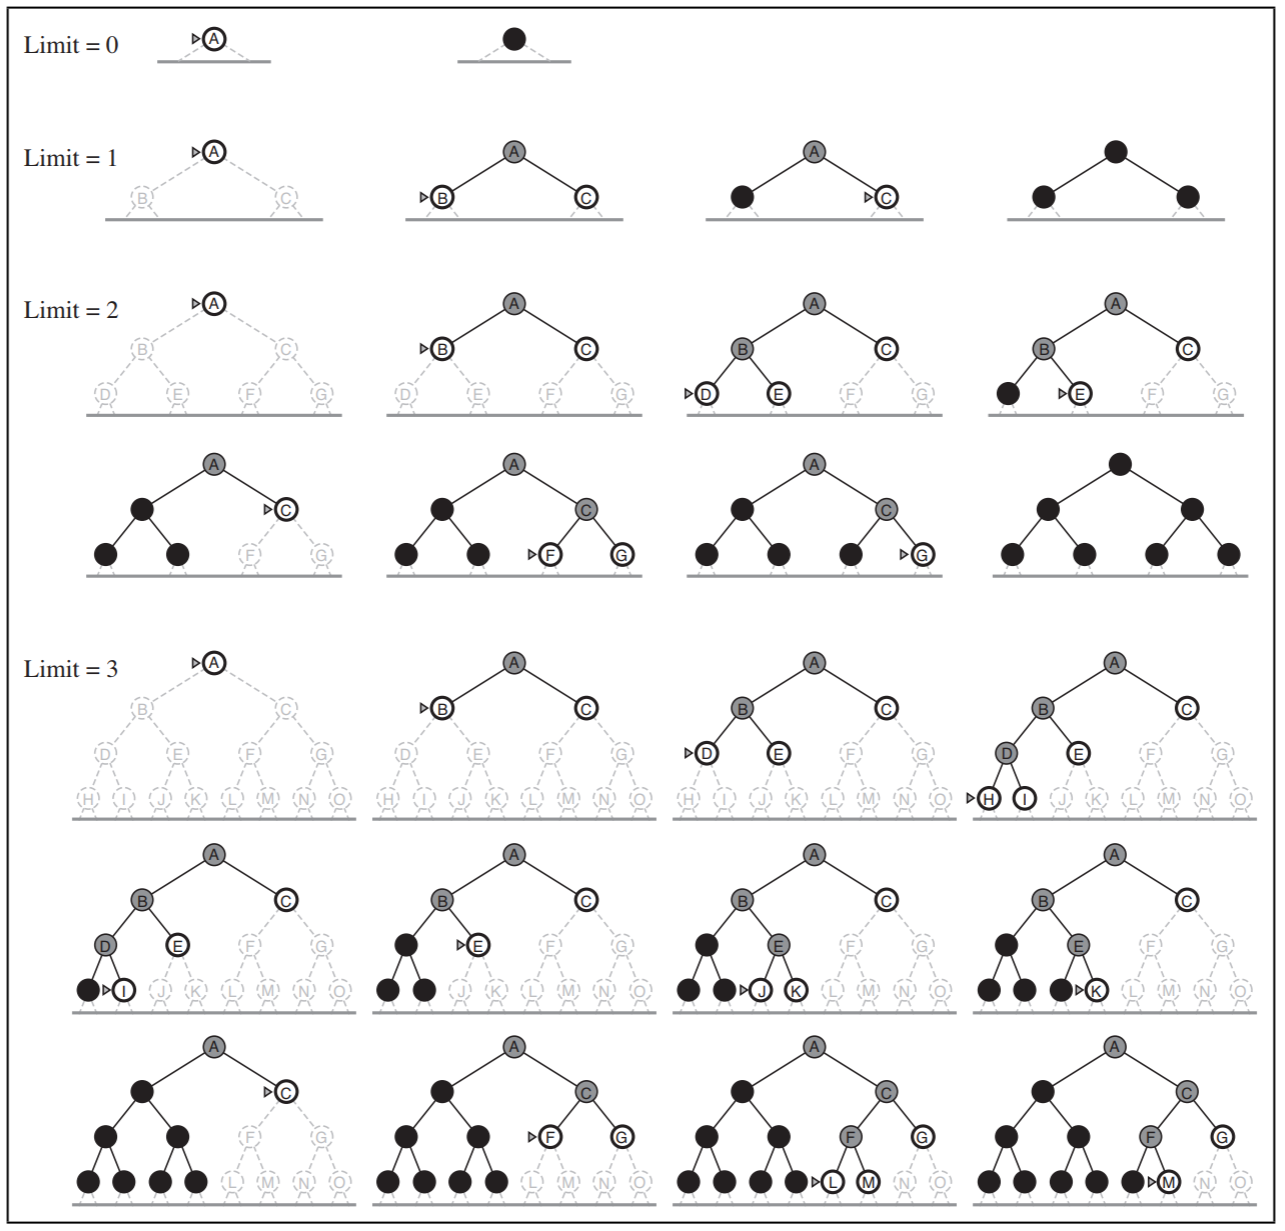 Limit = 0 A
Limit = 1 A A A
B C B C C
Limit = 2 A A A A
B C B C B C B C
D E F G D E F G D E F G E F G
A A A
C C C
F G F G G
Limit = 3 A A A A
B C B C B C B C
D E F G D E F G D E F G D E F G
H I J K L M N O H I J K L M N O H I J K L M N O H I J K L M N O
A A A A
B C B C B C B C
D E F G E F G E F G E F G
I J K L M N O J K L M N O J K L M N O K L M N O
A A A A
C C C C
F G F G F G F G
L M N O L M N O L M N O M N O